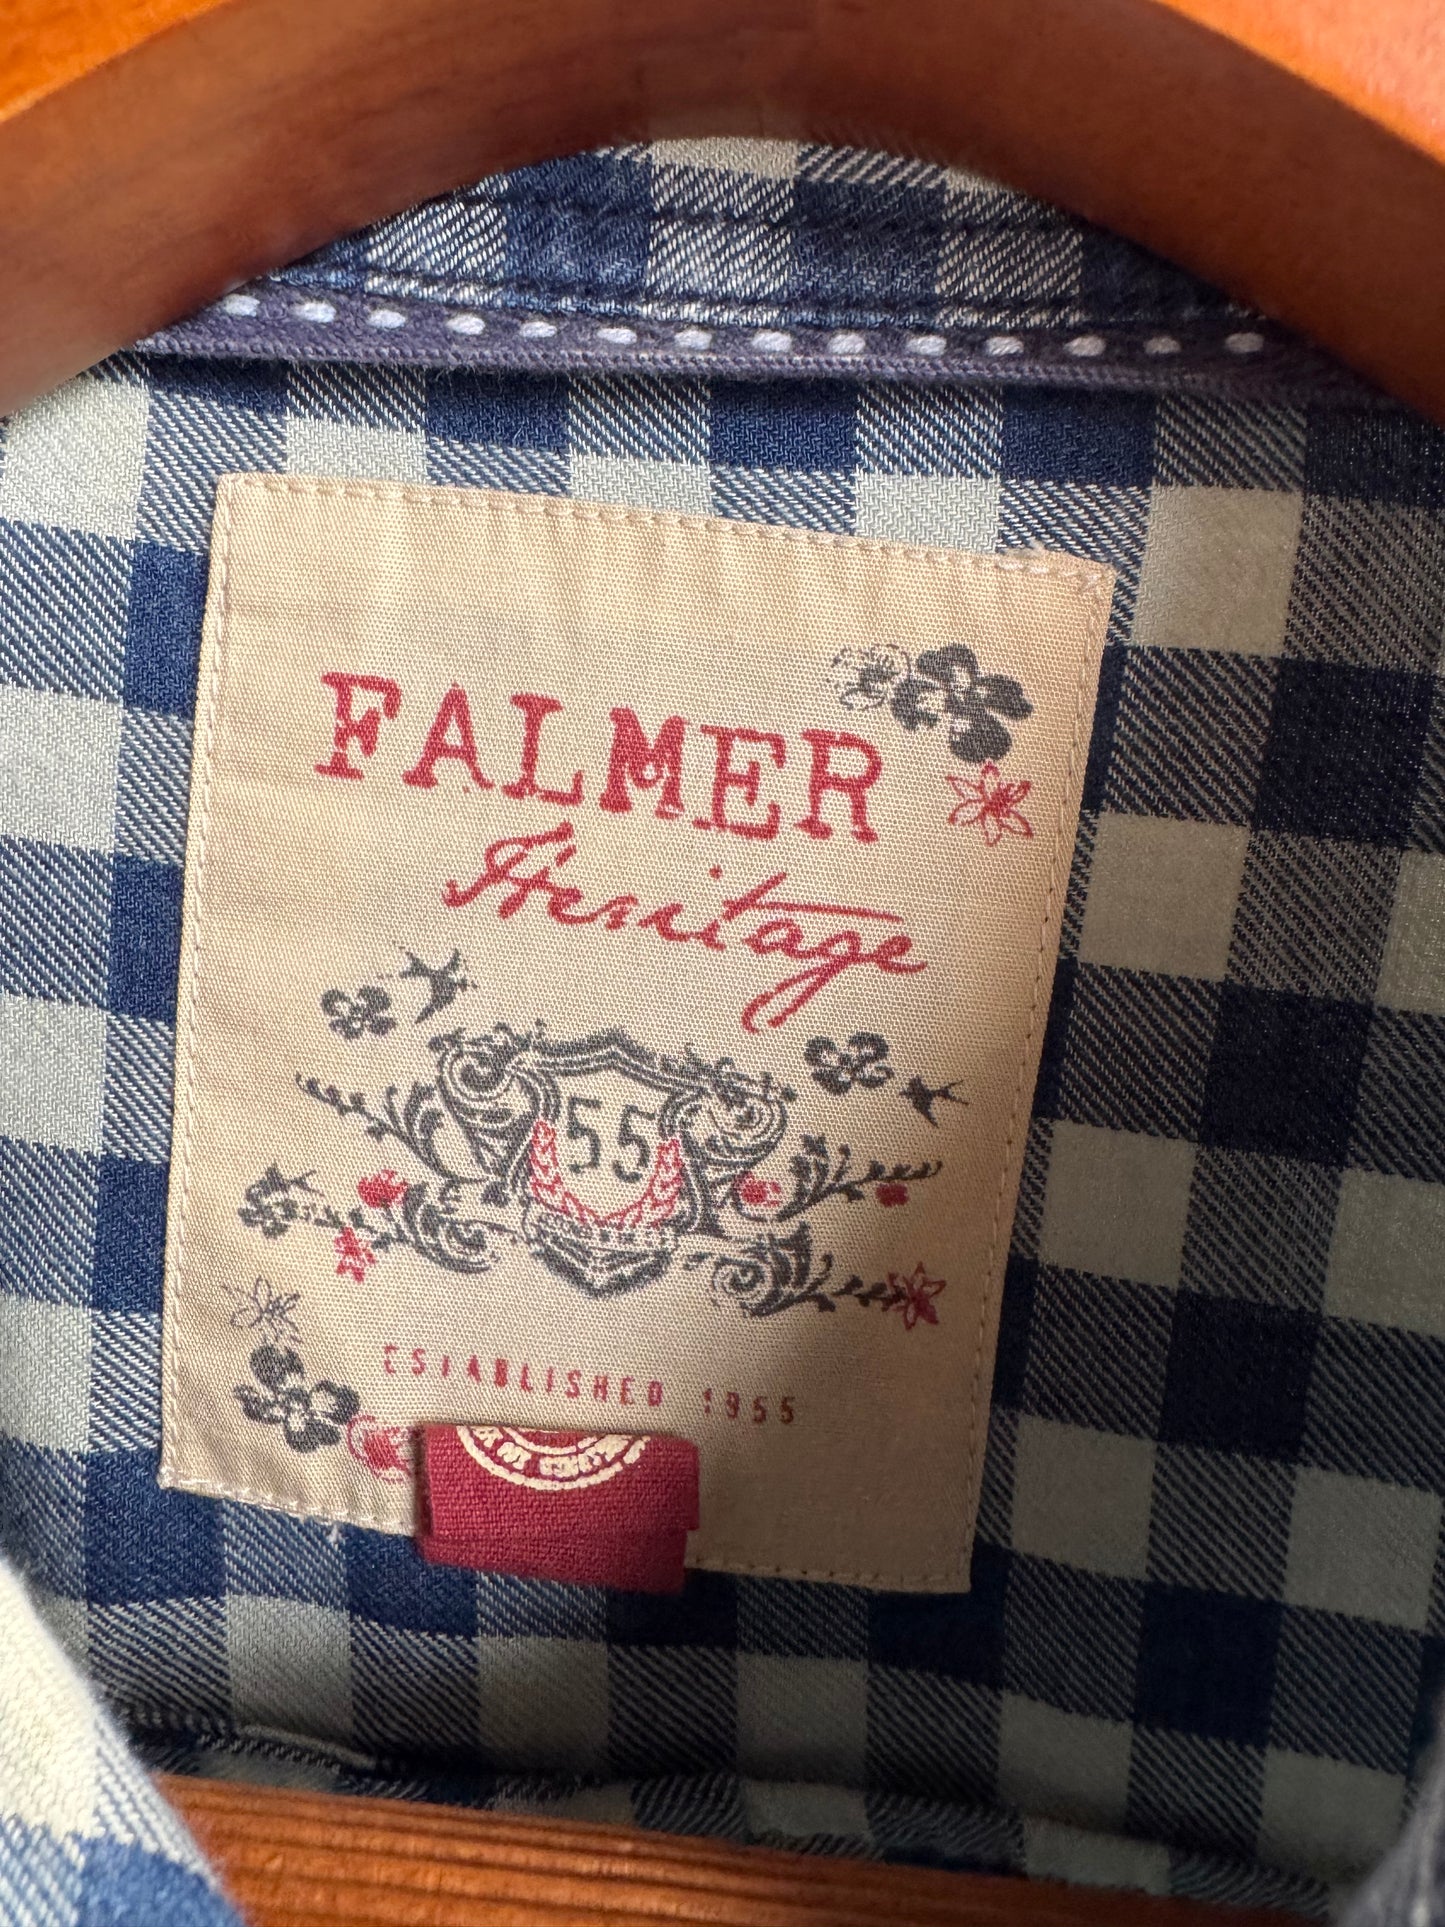 FALMER
Heritage
55
ESTABLISHED 1955